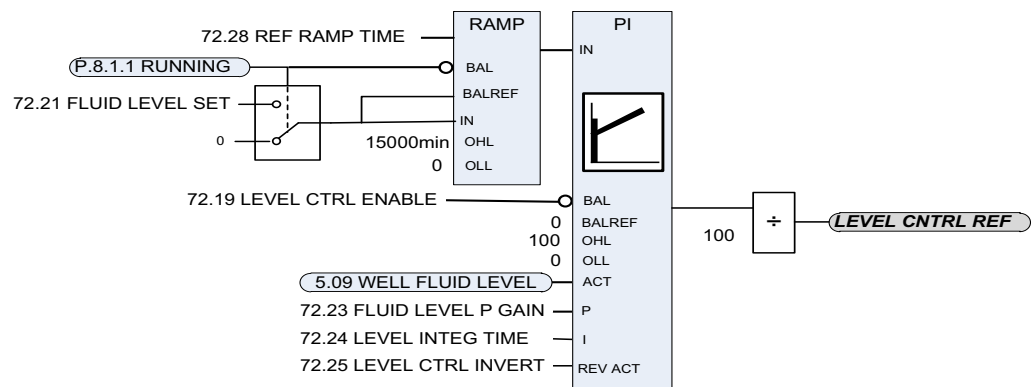 RAMP
PI
72.28 REF RAMP TIME
IN
P.8.1.1 RUNNING
BAL
BALREF
72.21 FLUID LEVEL SET
IN
0
15000min
OHL
0
OLL
72.19 LEVEL CTRL ENABLE
BAL
0
BALREF
100
OHL
0
OLL
100
÷
LEVEL CNTRL REF
5.09 WELL FLUID LEVEL
ACT
72.23 FLUID LEVEL P GAIN
P
72.24 LEVEL INTEG TIME
I
72.25 LEVEL CTRL INVERT
REV ACT